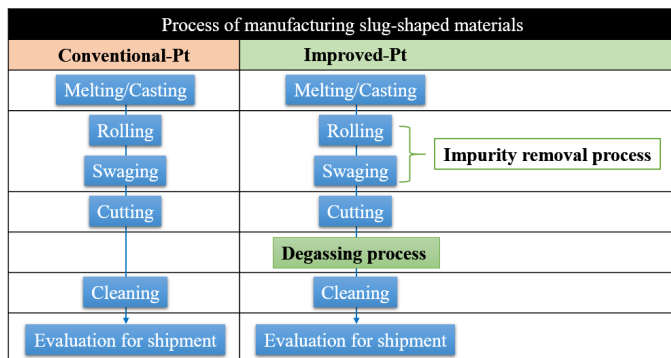 Process of manufacturing slug-shaped materials
Conventional-Pt Improved-Pt
Melting/Casting Melting/Casting
Rolling Rolling
Impurity removal process
Swaging Swaging
Cutting Cutting
Degassing process
Cleaning Cleaning
Evaluation for shipment Evaluation for shipment